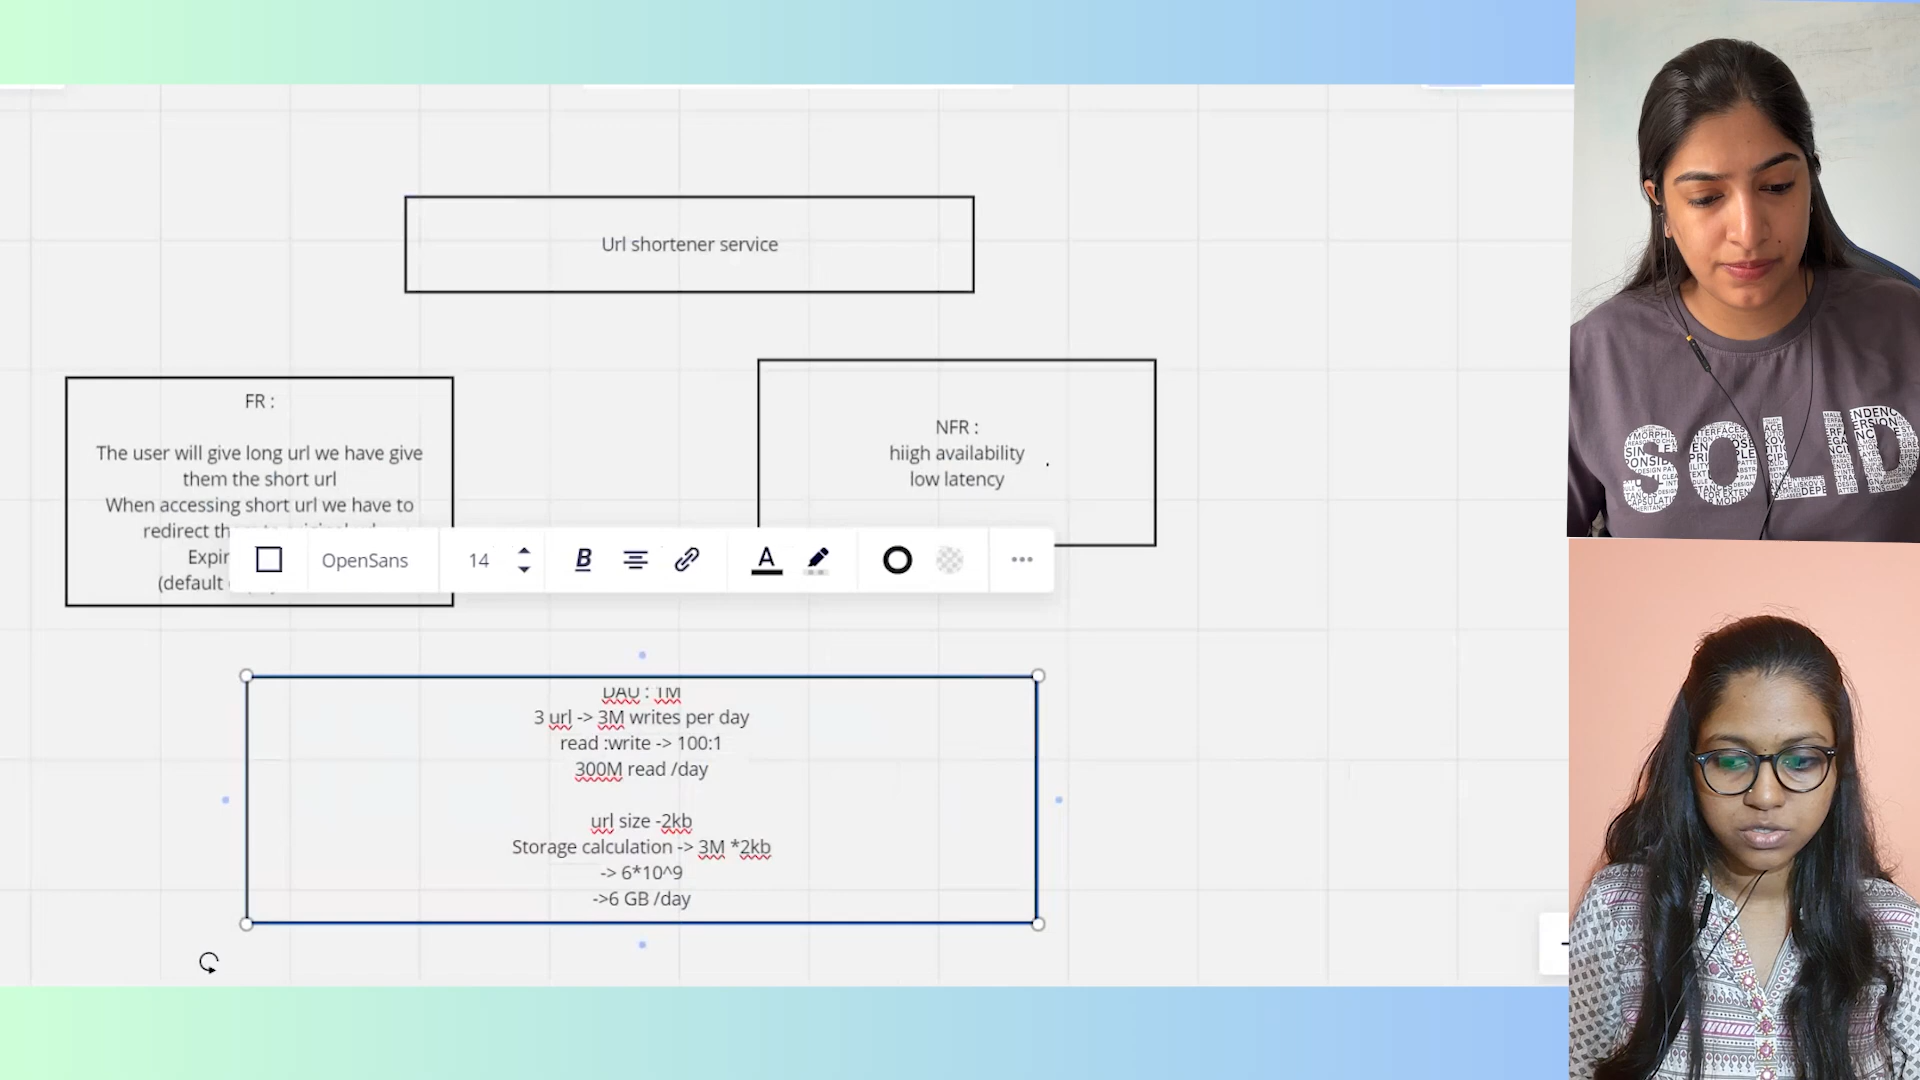 Url shortener service
FR :
The user will give long url we have give
them the short url
When accessing short url we have to
redirect
(default
NFR :
hiigh availability
low latency
OpenSans
14
B
A
DAU : 1M
3 url -> 3M writes per day
read :write -> 100:1
300M read /day
url size -2kb
Storage calculation -> 3M *2kb
-> 6*10^9
->6 GB /day
SOLID